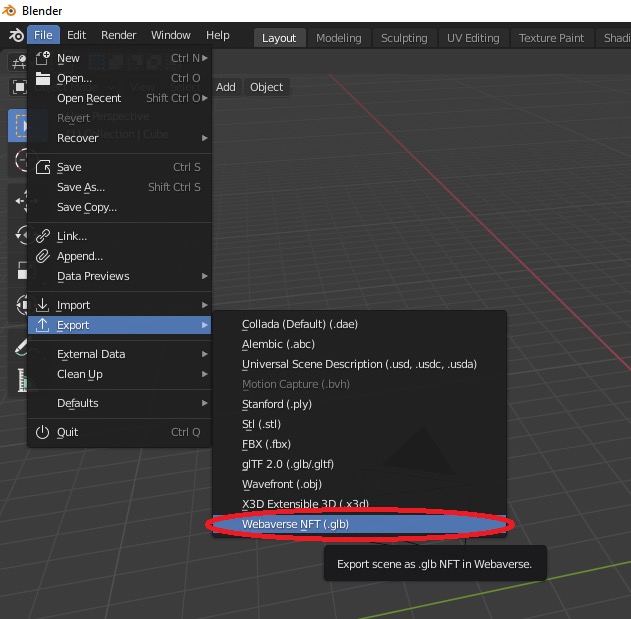 Blender
File Edit Render Window Help Layout Modeling Sculpting UV Editing Texture Paint Shadi
New Ctrl N
Open... Ctrl O
Add Object
Open Recent Shift Ctrl O
Revert
Perspective
Recover
Collection | Cube
Save Ctrl S
Save As... Shift Ctrl S
Save Copy...
Link...
Append...
Data Previews
Import
Export
External Data
Clean Up
Defaults
Quit Ctrl Q
Collada (Default) (.dae)
Alembic (.abc)
Universal Scene Description (.usd, .usdc, .usda)
Motion Capture (.bvh)
Stanford (.ply)
Stl (.stl)
FBX (.fbx)
glTF 2.0 (.glb/.gltf)
Wavefront (.obj)
X3D Extensible 3D (.x3d)
Webaverse NFT (.glb)
Export scene as .glb NFT in Webaverse.